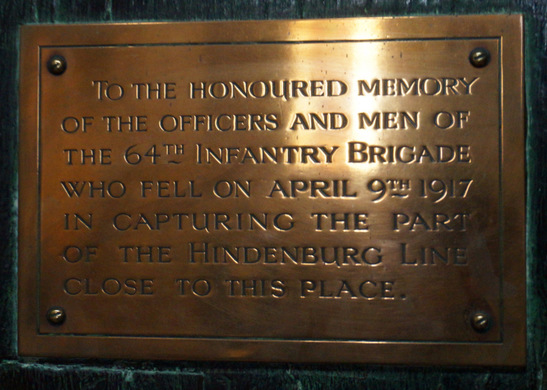 TO THE HONOURED MEMORY
OF THE OFFICERS AND MEN OF
THE 64TH INFANTRY BRIGADE
WHO FELL ON APRIL 9TH 1917
IN CAPTURING THE PART
OF THE HINDENBURG LINE
CLOSE TO THIS PLACE.